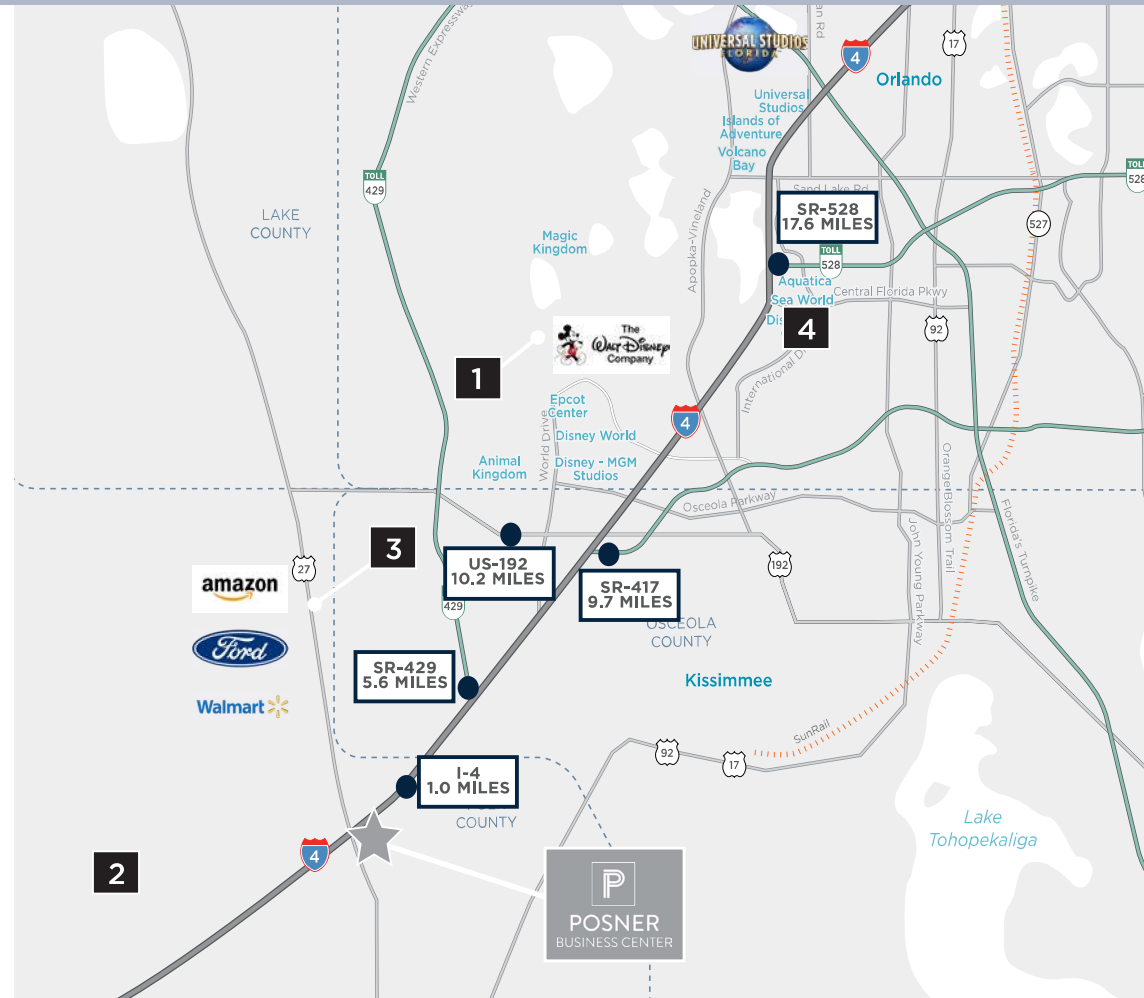 UNIVERSAL STUDIOS
FLORIDA
an Rd
17
Western Expressway
4
Orlando
Universal
Studios
Islands of
Adventure
Volcano
Bay
TOLL
429
TOLL
528
Sand Lake Rd
LAKE
COUNTY
SR-528
17.6 MILES
Apopka-Vineland
527
Magic
Kingdom
TOLL
528
Aquatica
Central Florida Pkwy
Sea World
Dis
4
92
The
WALT DISNEY
Company
1
International D
4
Epcot
Center
World Drive
Disney World
Animal
Kingdom
Disney - MGM
Studios
Osceola Parkway
Orange Blossom Trail
Florida's Turnpike
John Young Parkway
3
27
amazon
US-192
10.2 MILES
SR-417
9.7 MILES
192
429
OSCEOLA
COUNTY
Ford
SR-429
5.6 MILES
Kissimmee
Walmart
SunRail
92
17
I-4
1.0 MILES
COUNTY
Lake
Tohopekaliga
4
2
P
POSNER
BUSINESS CENTER